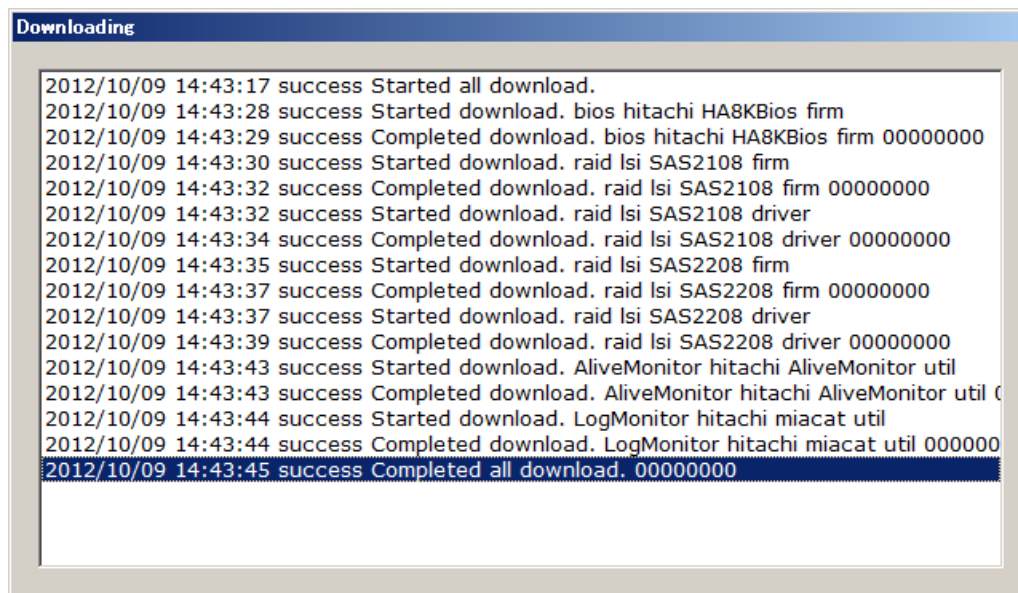 Downloading
2012/10/09 14:43:17 success Started all download.
2012/10/09 14:43:28 success Started download. bios hitachi HA8KBios firm
2012/10/09 14:43:29 success Completed download. bios hitachi HA8KBios firm 00000000
2012/10/09 14:43:30 success Started download. raid lsi SAS2108 firm
2012/10/09 14:43:32 success Completed download. raid lsi SAS2108 firm 00000000
2012/10/09 14:43:32 success Started download. raid lsi SAS2108 driver
2012/10/09 14:43:34 success Completed download. raid lsi SAS2108 driver 00000000
2012/10/09 14:43:35 success Started download. raid lsi SAS2208 firm
2012/10/09 14:43:37 success Completed download. raid lsi SAS2208 firm 00000000
2012/10/09 14:43:37 success Started download. raid lsi SAS2208 driver
2012/10/09 14:43:39 success Completed download. raid lsi SAS2208 driver 00000000
2012/10/09 14:43:43 success Started download. AliveMonitor hitachi AliveMonitor util
2012/10/09 14:43:43 success Completed download. AliveMonitor hitachi AliveMonitor util
2012/10/09 14:43:44 success Started download. LogMonitor hitachi miacat util
2012/10/09 14:43:44 success Completed download. LogMonitor hitachi miacat util 000000
2012/10/09 14:43:45 success Completed all download. 00000000